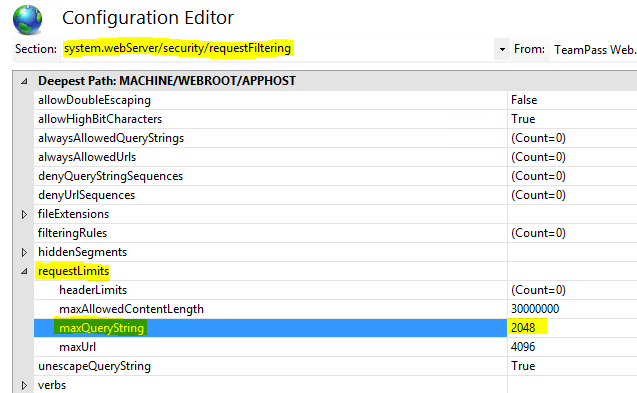 Configuration Editor
Section: system.webServer/security/requestFiltering From: TeamPass Web.
Deepest Path: MACHINE/WEBROOT/APPHOST
allowDoubleEscaping False
allowHighBitCharacters True
alwaysAllowedQueryStrings (Count=0)
alwaysAllowedUrls (Count=0)
denyQueryStringSequences (Count=0)
denyUrlSequences (Count=0)
fileExtensions
filteringRules (Count=0)
hiddenSegments
requestLimits
headerLimits (Count=0)
maxAllowedContentLength 30000000
maxQueryString 2048
maxUrl 4096
unescapeQueryString True
verbs